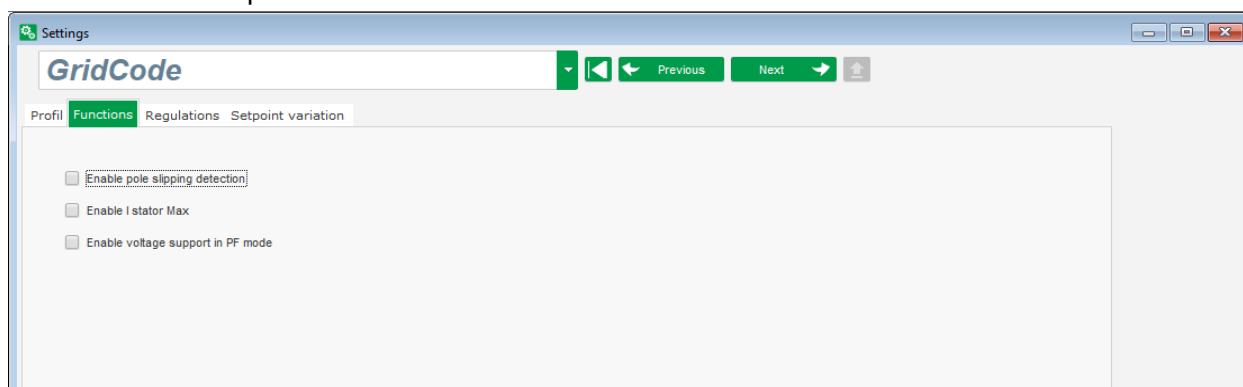 Settings
GridCode
Previous Next
Profil Functions Regulations Setpoint variation
Enable pole slipping detection
Enable I stator Max
Enable voltage support in PF mode